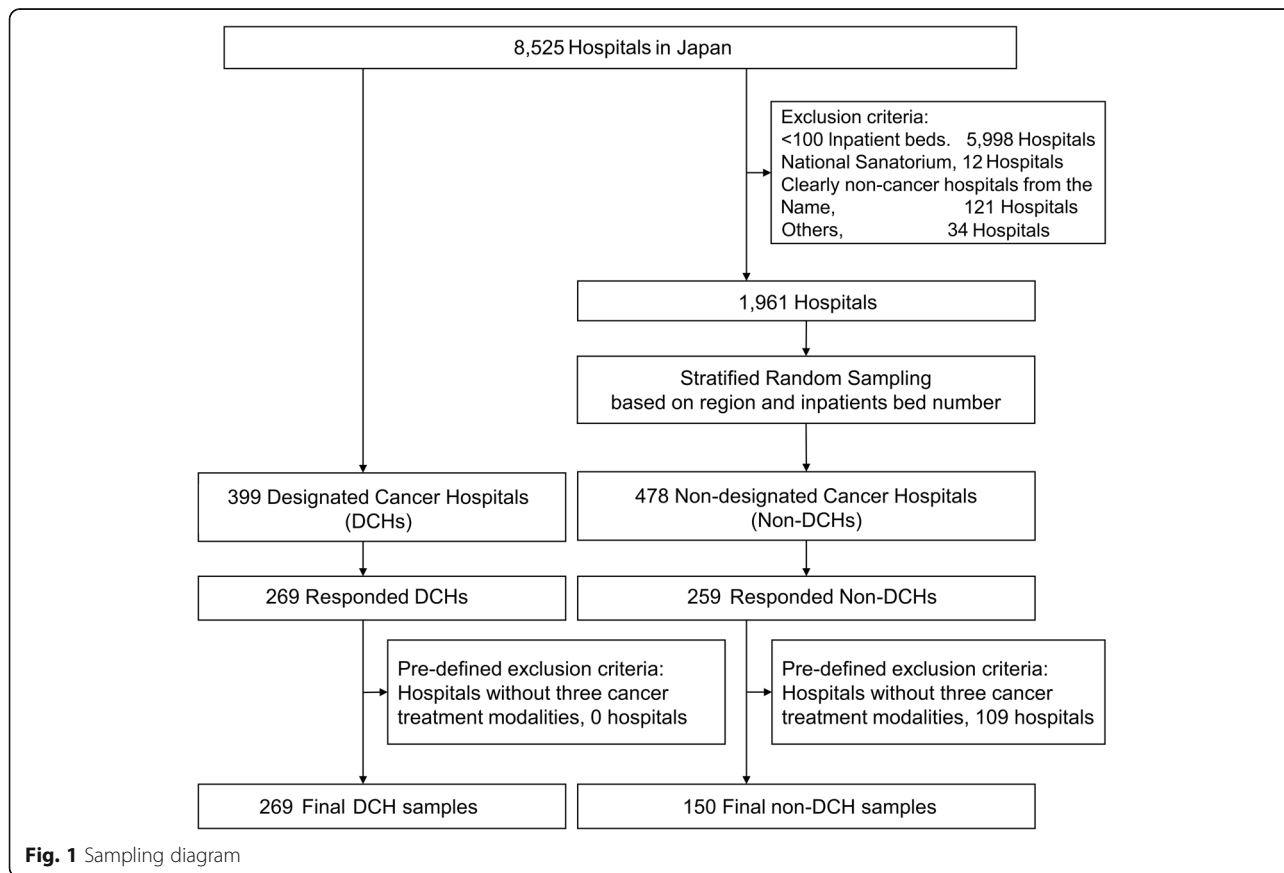 8,525 Hospitals in Japan
Exclusion criteria:
<100 Inpatient beds. 5,998 Hospitals
National Sanatorium, 12 Hospitals
Clearly non-cancer hospitals from the
Name, 121 Hospitals
Others, 34 Hospitals
1,961 Hospitals
Stratified Random Sampling
based on region and inpatients bed number
399 Designated Cancer Hospitals
(DCHs)
478 Non-designated Cancer Hospitals
(Non-DCHs)
269 Responded DCHs
259 Responded Non-DCHs
Pre-defined exclusion criteria:
Hospitals without three cancer
treatment modalities, 0 hospitals
Pre-defined exclusion criteria:
Hospitals without three cancer
treatment modalities, 109 hospitals
269 Final DCH samples
150 Final non-DCH samples
Fig. 1 Sampling diagram